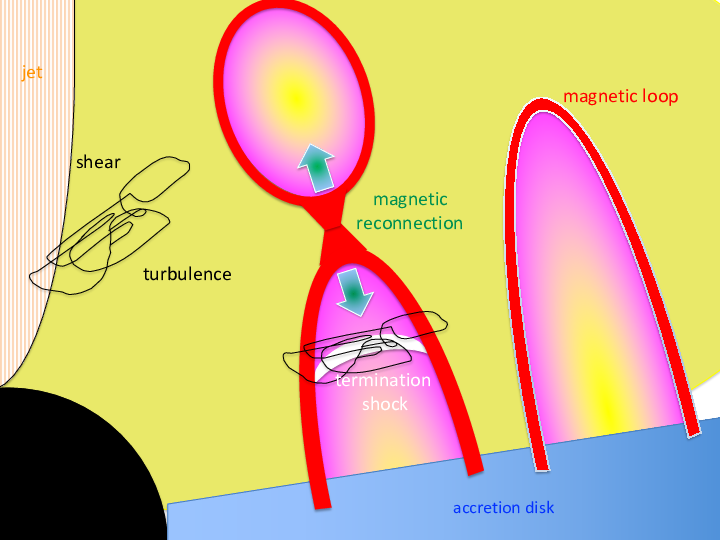 jet
magnetic loop
shear
magnetic
reconnection
turbulence
termination
shock
accretion disk